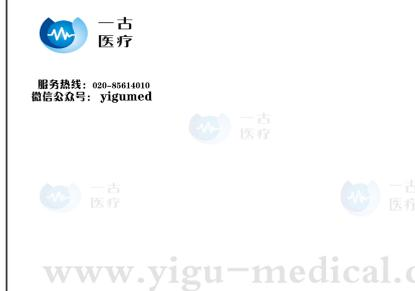 一古
医疗
服务热线：020-85614010
微信公众号： yigumed
一古
医疗
一古
医疗
一古
医疗
www.yigu-medical.c